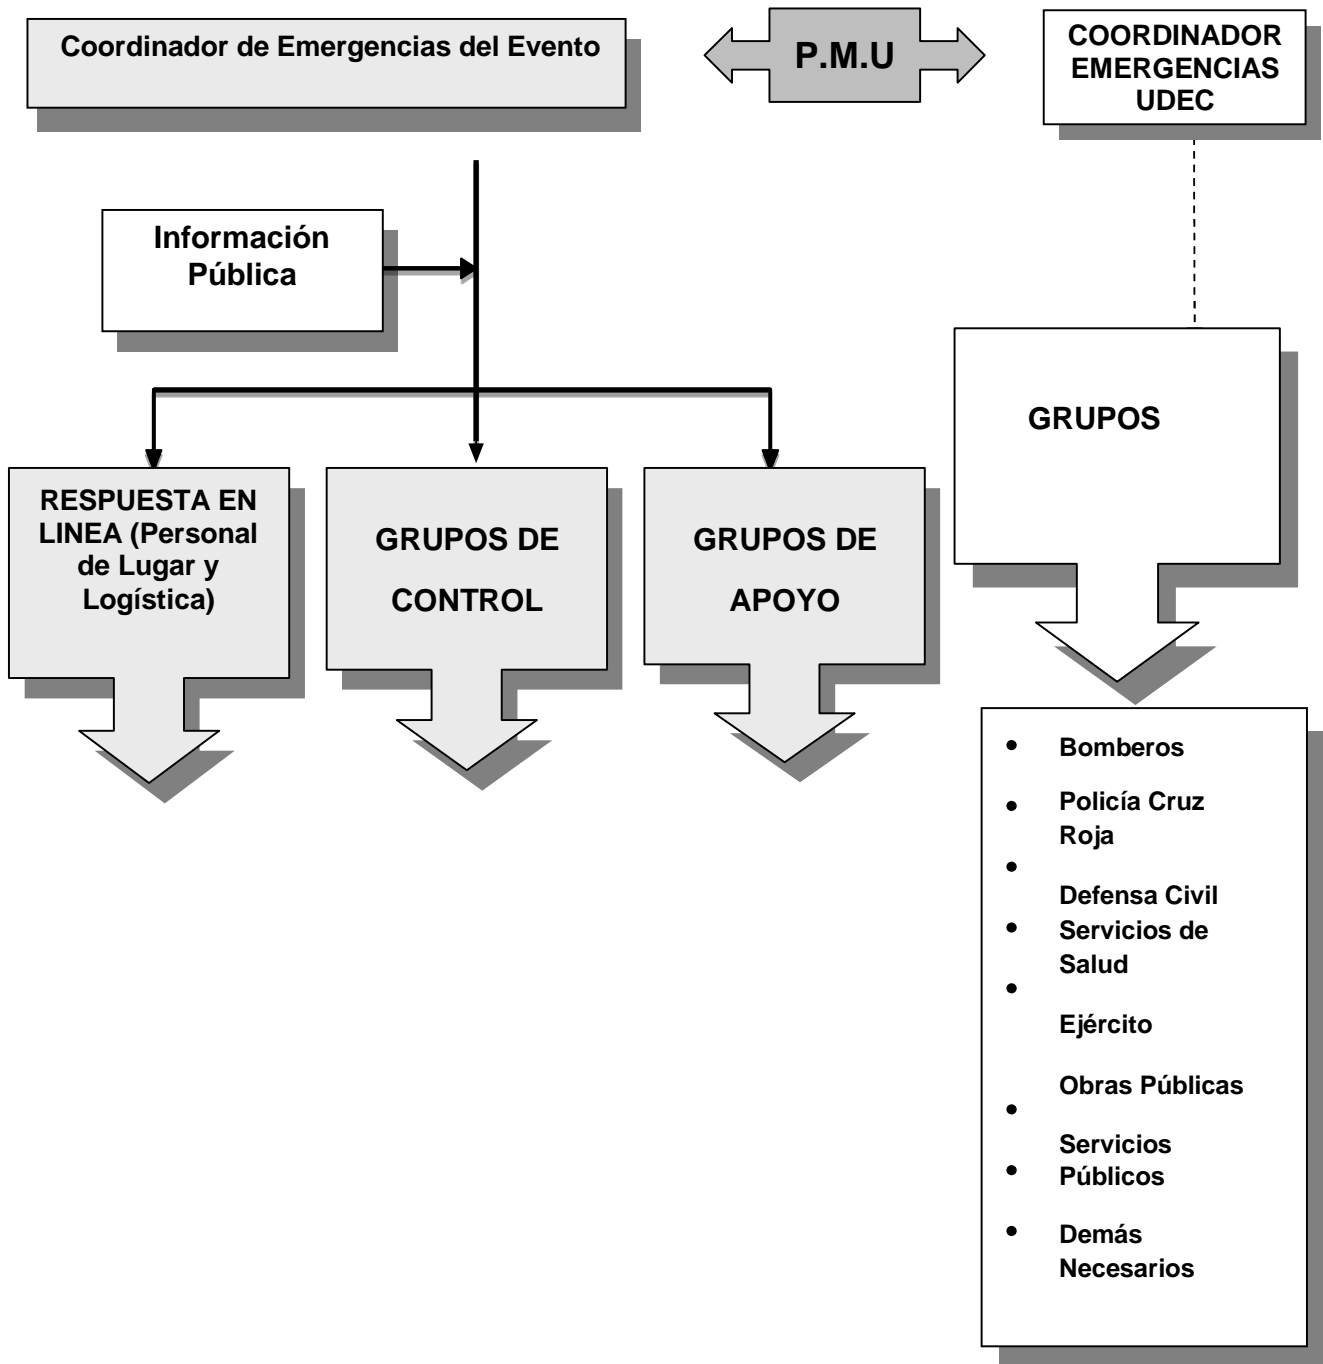 Coordinador de Emergencias del Evento
P.M.U
COORDINADOR
EMERGENCIAS
UDEC
Información
Pública
GRUPOS
RESPUESTA EN
LINEA (Personal
de Lugar y
Logística)
GRUPOS DE
CONTROL
GRUPOS DE
APOYO
• Bomberos
• Policía Cruz
Roja
•
Defensa Civil
• Servicios de
Salud
•
Ejército
Obras Públicas
•
Servicios
• Públicos
• Demás
Necesarios